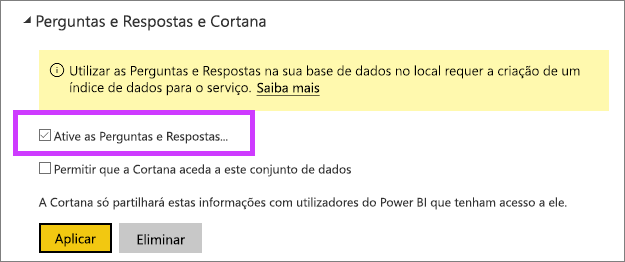 Perguntas e Respostas e Cortana
Utilizar as Perguntas e Respostas na sua base de dados no local requer a criação de um
índice de dados para o serviço. Saiba mais
Ative as Perguntas e Respostas...
Permitir que a Cortana aceda a este conjunto de dados
A Cortana só partilhará estas informações com utilizadores do Power BI que tenham acesso a ele.
Aplicar Eliminar